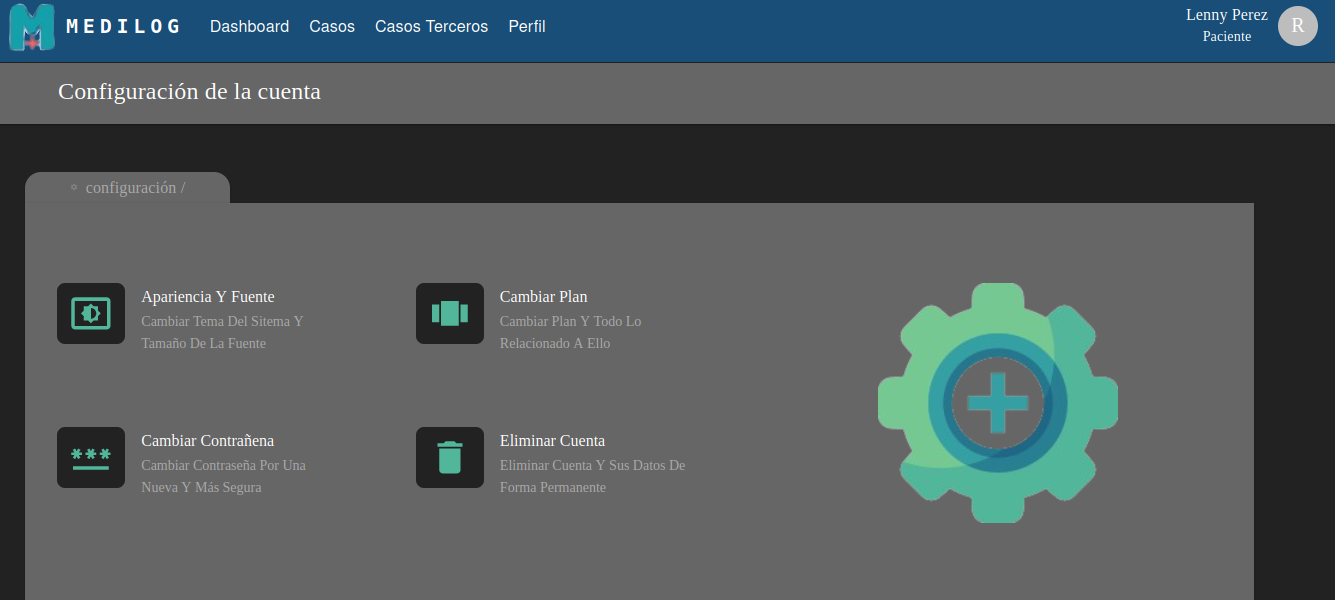 MEDILOG Dashboard Casos Casos Terceros Perfil
Lenny Perez
Paciente
R
Configuración de la cuenta
configuración /
Apariencia Y Fuente
Cambiar Tema Del Sitema Y
Tamaño De La Fuente
Cambiar Plan
Cambiar Plan Y Todo Lo
Relacionado A Ello
Cambiar Contrañena
Cambiar Contraseña Por Una
Nueva Y Más Segura
Eliminar Cuenta
Eliminar Cuenta Y Sus Datos De
Forma Permanente